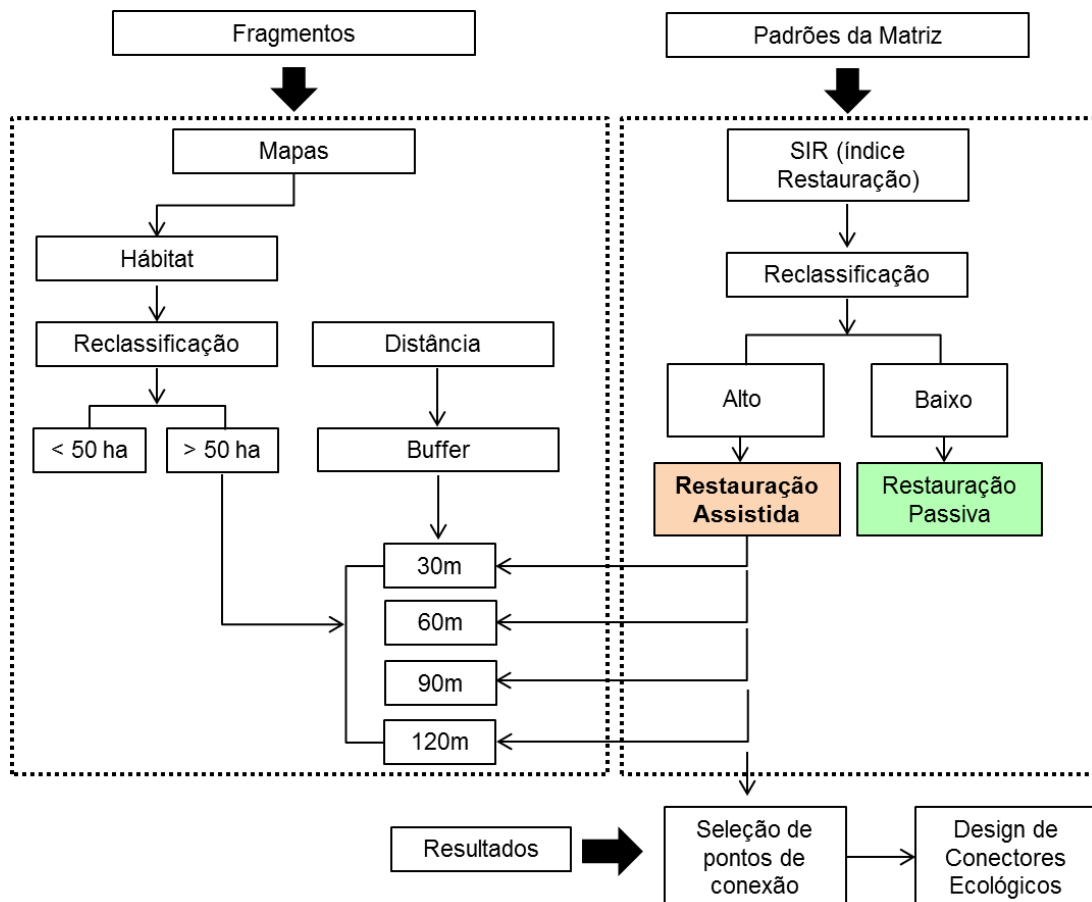 Fragmentos
Padrões da Matriz
Mapas
Hábitat
Reclassificação
< 50 ha
> 50 ha
Distância
Buffer
30m
60m
90m
120m
SIR (índice
Restauração)
Reclassificação
Alto
Baixo
Restauração
Assistida
Restauração
Passiva
Resultados
Seleção de
pontos de
conexão
Design de
Conectores
Ecológicos